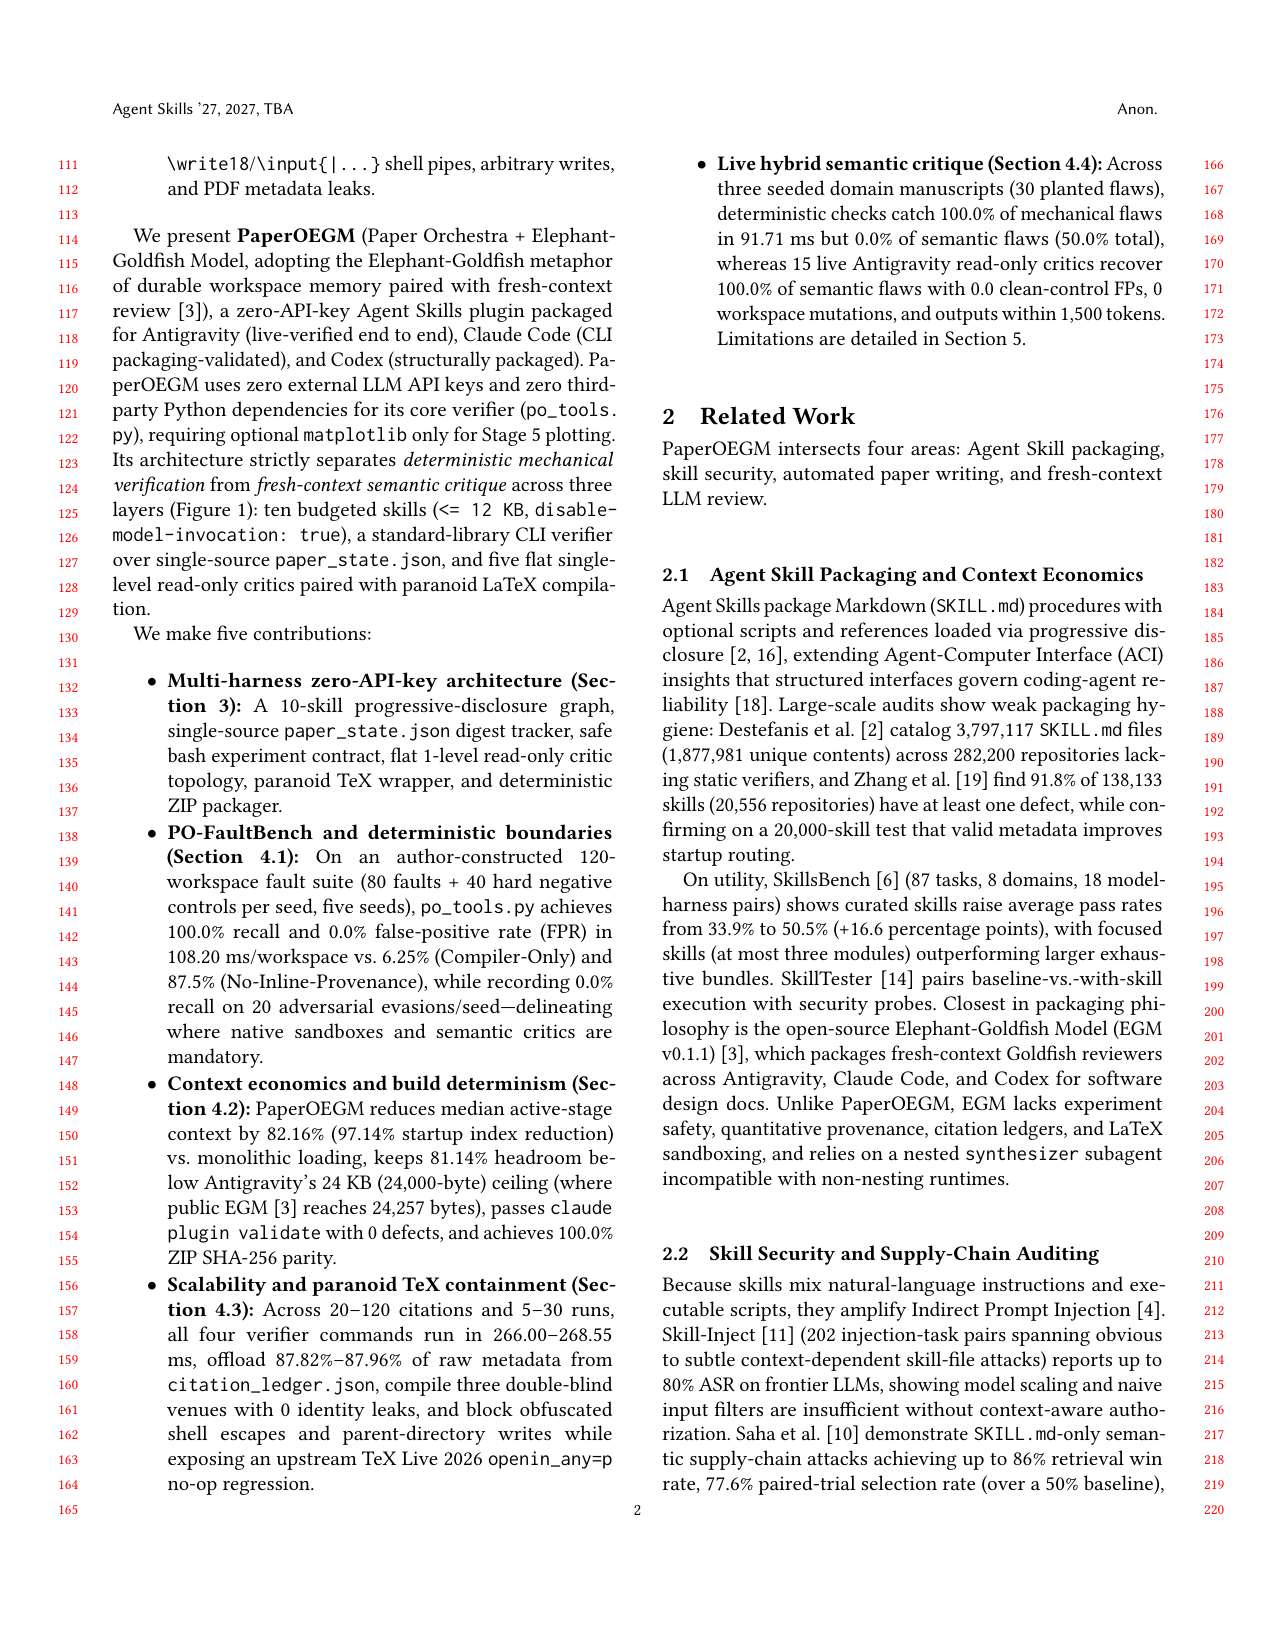 Agent Skills '27, 2027, TBA
Anon.
111
112
113
114
115
116
117
118
119
120
121
122
123
124
125
126
127
128
129
130
131
132
133
134
135
136
137
138
139
140
141
142
143
144
145
146
147
148
149
150
151
152
153
154
155
156
157
158
159
160
161
162
163
164
165
\write18/\input{|...} shell pipes, arbitrary writes,
and PDF metadata leaks.
We present PaperOEGM (Paper Orchestra + Elephant-
Goldfish Model, adopting the Elephant-Goldfish metaphor
of durable workspace memory paired with fresh-context
review [3]), a zero-API-key Agent Skills plugin packaged
for Antigravity (live-verified end to end), Claude Code (CLI
packaging-validated), and Codex (structurally packaged). Pa-
perOEGM uses zero external LLM API keys and zero third-
party Python dependencies for its core verifier (po_tools.
py), requiring optional matplotlib only for Stage 5 plotting.
Its architecture strictly separates deterministic mechanical
verification from fresh-context semantic critique across three
layers (Figure 1): ten budgeted skills (<= 12 KB, disable-
model-invocation: true), a standard-library CLI verifier
over single-source paper_state.json, and five flat single-
level read-only critics paired with paranoid LaTeX compila-
tion.
We make five contributions:
• Multi-harness zero-API-key architecture (Sec-
tion 3): A 10-skill progressive-disclosure graph,
single-source paper_state.json digest tracker, safe
bash experiment contract, flat 1-level read-only critic
topology, paranoid TeX wrapper, and deterministic
ZIP packager.
• PO-FaultBench and deterministic boundaries
(Section 4.1): On an author-constructed 120-
workspace fault suite (80 faults + 40 hard negative
controls per seed, five seeds), po_tools.py achieves
100.0% recall and 0.0% false-positive rate (FPR) in
108.20 ms/workspace vs. 6.25% (Compiler-Only) and
87.5% (No-Inline-Provenance), while recording 0.0%
recall on 20 adversarial evasions/seed—delineating
where native sandboxes and semantic critics are
mandatory.
• Context economics and build determinism (Sec-
tion 4.2): PaperOEGM reduces median active-stage
context by 82.16% (97.14% startup index reduction)
vs. monolithic loading, keeps 81.14% headroom be-
low Antigravity's 24 KB (24,000-byte) ceiling (where
public EGM [3] reaches 24,257 bytes), passes claude
plugin validate with 0 defects, and achieves 100.0%
ZIP SHA-256 parity.
• Scalability and paranoid TeX containment (Sec-
tion 4.3): Across 20–120 citations and 5–30 runs,
all four verifier commands run in 266.00–268.55
ms, offload 87.82%–87.96% of raw metadata from
citation_ledger.json, compile three double-blind
venues with 0 identity leaks, and block obfuscated
shell escapes and parent-directory writes while
exposing an upstream TeX Live 2026 openin_any=p
no-op regression.
• Live hybrid semantic critique (Section 4.4): Across
three seeded domain manuscripts (30 planted flaws),
deterministic checks catch 100.0% of mechanical flaws
in 91.71 ms but 0.0% of semantic flaws (50.0% total),
whereas 15 live Antigravity read-only critics recover
100.0% of semantic flaws with 0.0 clean-control FPs, 0
workspace mutations, and outputs within 1,500 tokens.
Limitations are detailed in Section 5.
2 Related Work
PaperOEGM intersects four areas: Agent Skill packaging,
skill security, automated paper writing, and fresh-context
LLM review.
2.1 Agent Skill Packaging and Context Economics
Agent Skills package Markdown (SKILL.md) procedures with
optional scripts and references loaded via progressive dis-
closure [2, 16], extending Agent-Computer Interface (ACI)
insights that structured interfaces govern coding-agent re-
liability [18]. Large-scale audits show weak packaging hy-
giene: Destefanis et al. [2] catalog 3,797,117 SKILL.md files
(1,877,981 unique contents) across 282,200 repositories lack-
ing static verifiers, and Zhang et al. [19] find 91.8% of 138,133
skills (20,556 repositories) have at least one defect, while con-
firming on a 20,000-skill test that valid metadata improves
startup routing.
On utility, SkillsBench [6] (87 tasks, 8 domains, 18 model-
harness pairs) shows curated skills raise average pass rates
from 33.9% to 50.5% (+16.6 percentage points), with focused
skills (at most three modules) outperforming larger exhaus-
tive bundles. SkillTester [14] pairs baseline-vs.-with-skill
execution with security probes. Closest in packaging phi-
losophy is the open-source Elephant-Goldfish Model (EGM
v0.1.1) [3], which packages fresh-context Goldfish reviewers
across Antigravity, Claude Code, and Codex for software
design docs. Unlike PaperOEGM, EGM lacks experiment
safety, quantitative provenance, citation ledgers, and LaTeX
sandboxing, and relies on a nested synthesizer subagent
incompatible with non-nesting runtimes.
2.2 Skill Security and Supply-Chain Auditing
Because skills mix natural-language instructions and exe-
cutable scripts, they amplify Indirect Prompt Injection [4].
Skill-Inject [11] (202 injection-task pairs spanning obvious
to subtle context-dependent skill-file attacks) reports up to
80% ASR on frontier LLMs, showing model scaling and naive
input filters are insufficient without context-aware autho-
rization. Saha et al. [10] demonstrate SKILL.md-only seman-
tic supply-chain attacks achieving up to 86% retrieval win
rate, 77.6% paired-trial selection rate (over a 50% baseline),
166
167
168
169
170
171
172
173
174
175
176
177
178
179
180
181
182
183
184
185
186
187
188
189
190
191
192
193
194
195
196
197
198
199
200
201
202
203
204
205
206
207
208
209
210
211
212
213
214
215
216
217
218
219
220
2